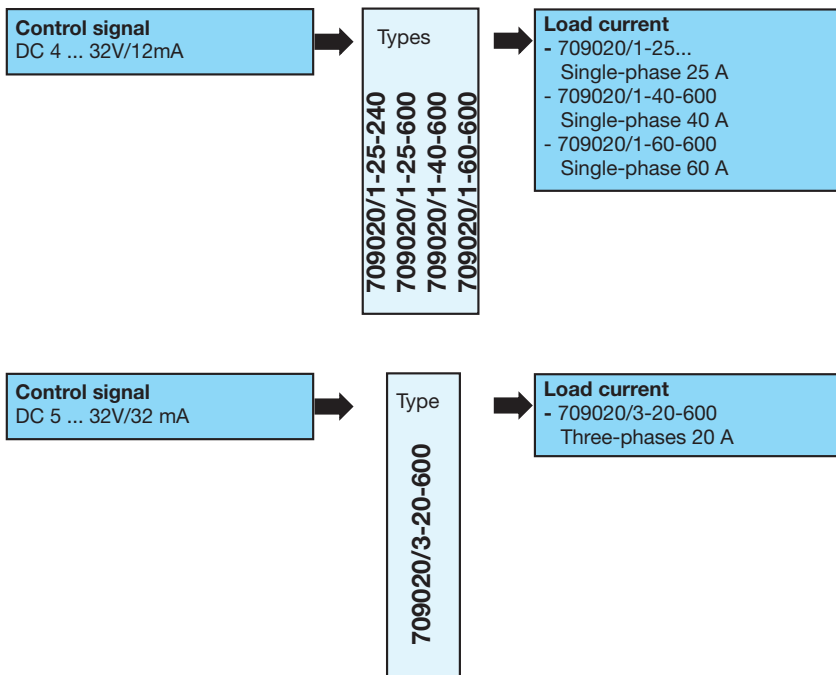 Control signal
DC 4 ... 32V/12mA
Types
709020/1-25-240
709020/1-25-600
709020/1-40-600
709020/1-60-600
Load current
- 709020/1-25...
Single-phase 25 A
- 709020/1-40-600
Single-phase 40 A
- 709020/1-60-600
Single-phase 60 A
Control signal
DC 5 ... 32V/32 mA
Type
709020/3-20-600
Load current
- 709020/3-20-600
Three-phases 20 A